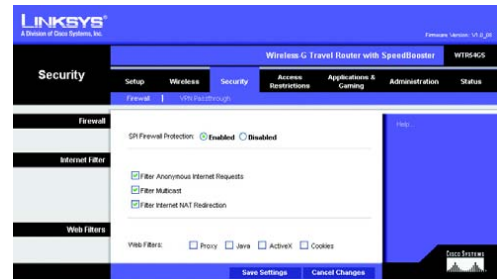 LINKSYS®
A Division of Cisco Systems, Inc.
Firmware Version: V1.0_05
Wireless-G Travel Router with SpeedBooster WTR54GS
Security
Setup Wireless Security Access Restrictions Applications & Gaming Administration Status
Firewall | VPN Passthrough
Firewall
SPI Firewall Protection: Enabled Disabled
Help...
Internet Filter
Filter Anonymous Internet Requests
Filter Multicast
Filter Internet NAT Redirection
Web Filters
Web Filters: Proxy Java ActiveX Cookies
Save Settings Cancel Changes
CISCO SYSTEMS